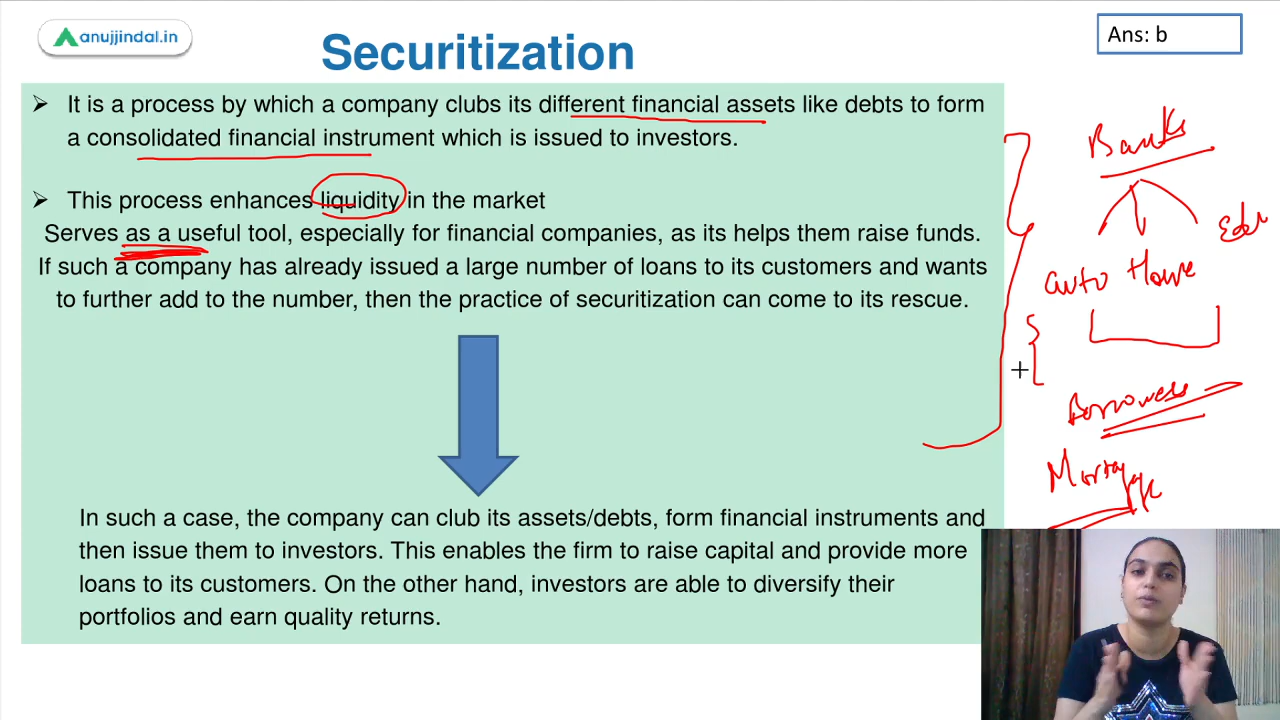 anujjindal.in
Securitization
Ans: b
➤ It is a process by which a company clubs its different financial assets like debts to form
a consolidated financial instrument which is issued to investors.
➤ This process enhances liquidity in the market
Serves as a useful tool, especially for financial companies, as its helps them raise funds.
If such a company has already issued a large number of loans to its customers and wants
to further add to the number, then the practice of securitization can come to its rescue.
In such a case, the company can club its assets/debts, form financial instruments and
then issue them to investors. This enables the firm to raise capital and provide more
loans to its customers. On the other hand, investors are able to diversify their
portfolios and earn quality returns.
Banks
auto Home
Borrowers
Mortgage